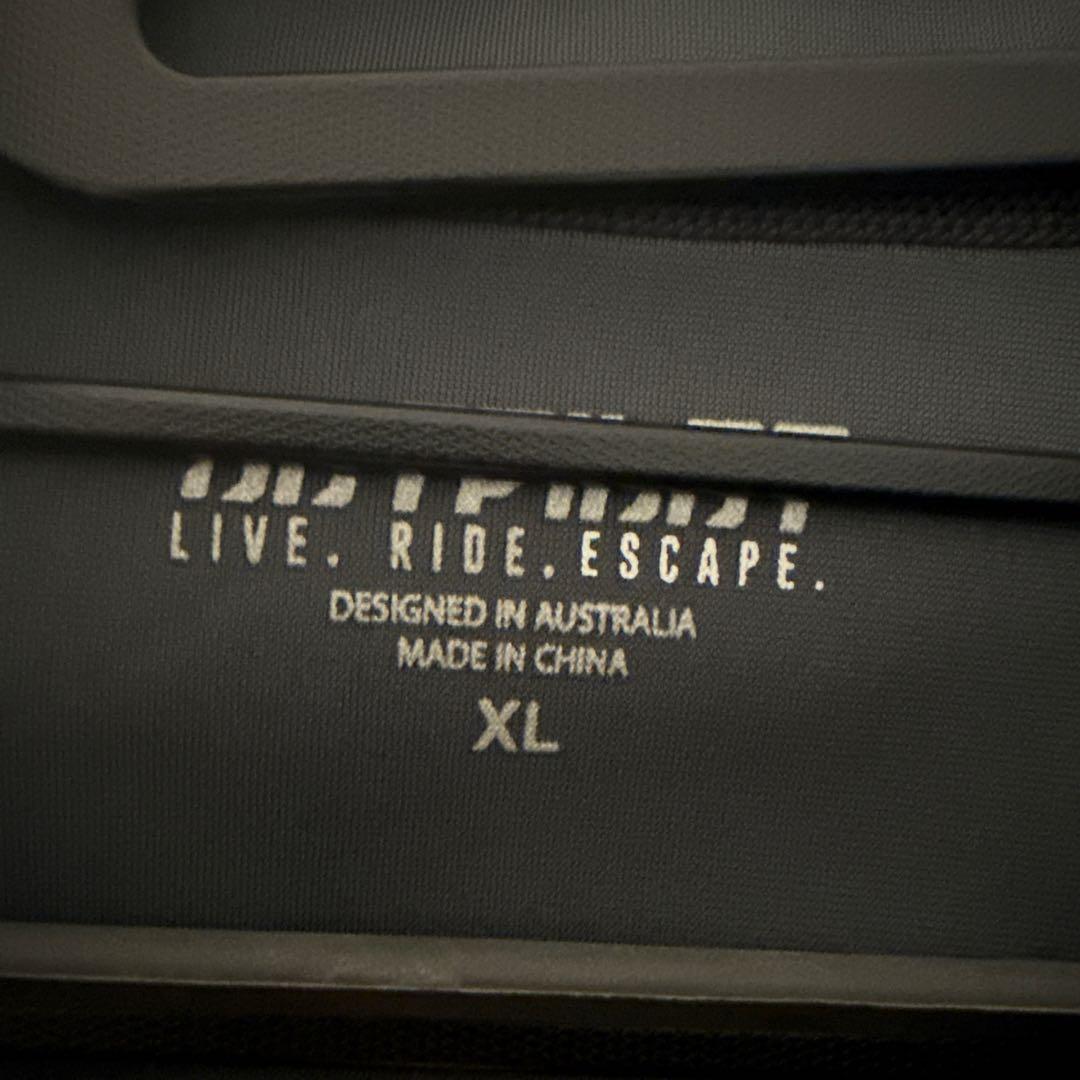 LIVE. RIDE. ESCAPE.
DESIGNED IN AUSTRALIA
MADE IN CHINA
XL